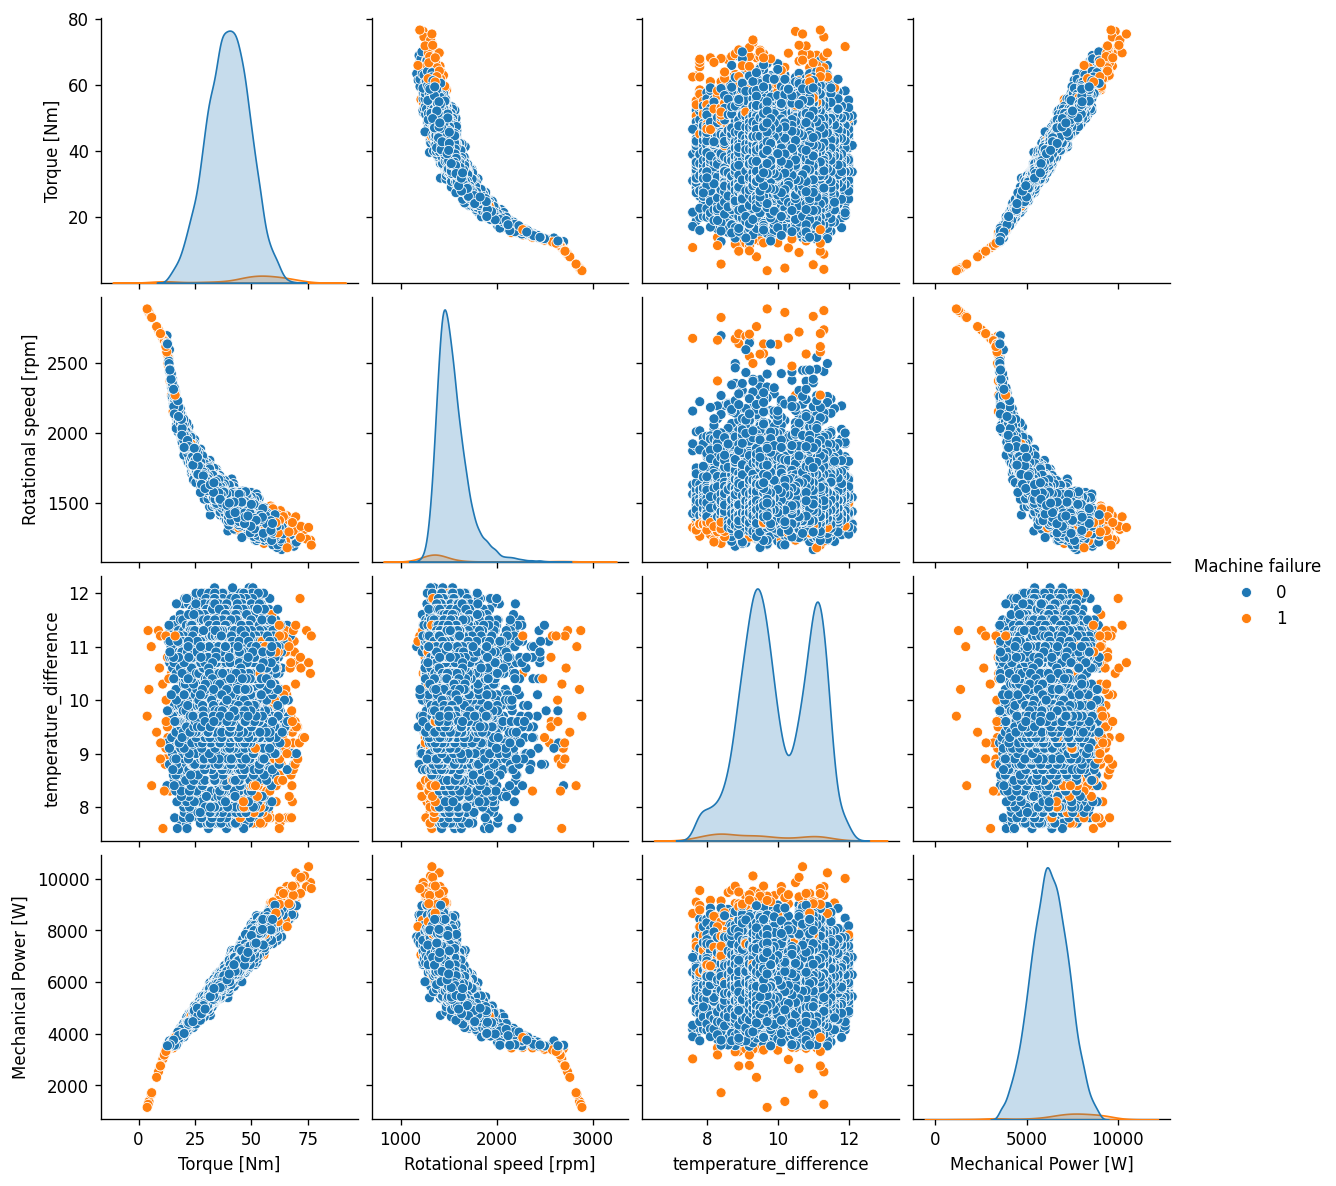 80
60
40
20
Torque [Nm]
2500
2000
1500
Rotational speed [rpm]
12
11
10
9
8
temperature_difference
10000
8000
6000
4000
2000
Mechanical Power [W]
0 25 50 75
Torque [Nm]
1000 2000 3000
Rotational speed [rpm]
8 10 12
temperature_difference
0 5000 10000
Mechanical Power [W]
Machine failure
0
1